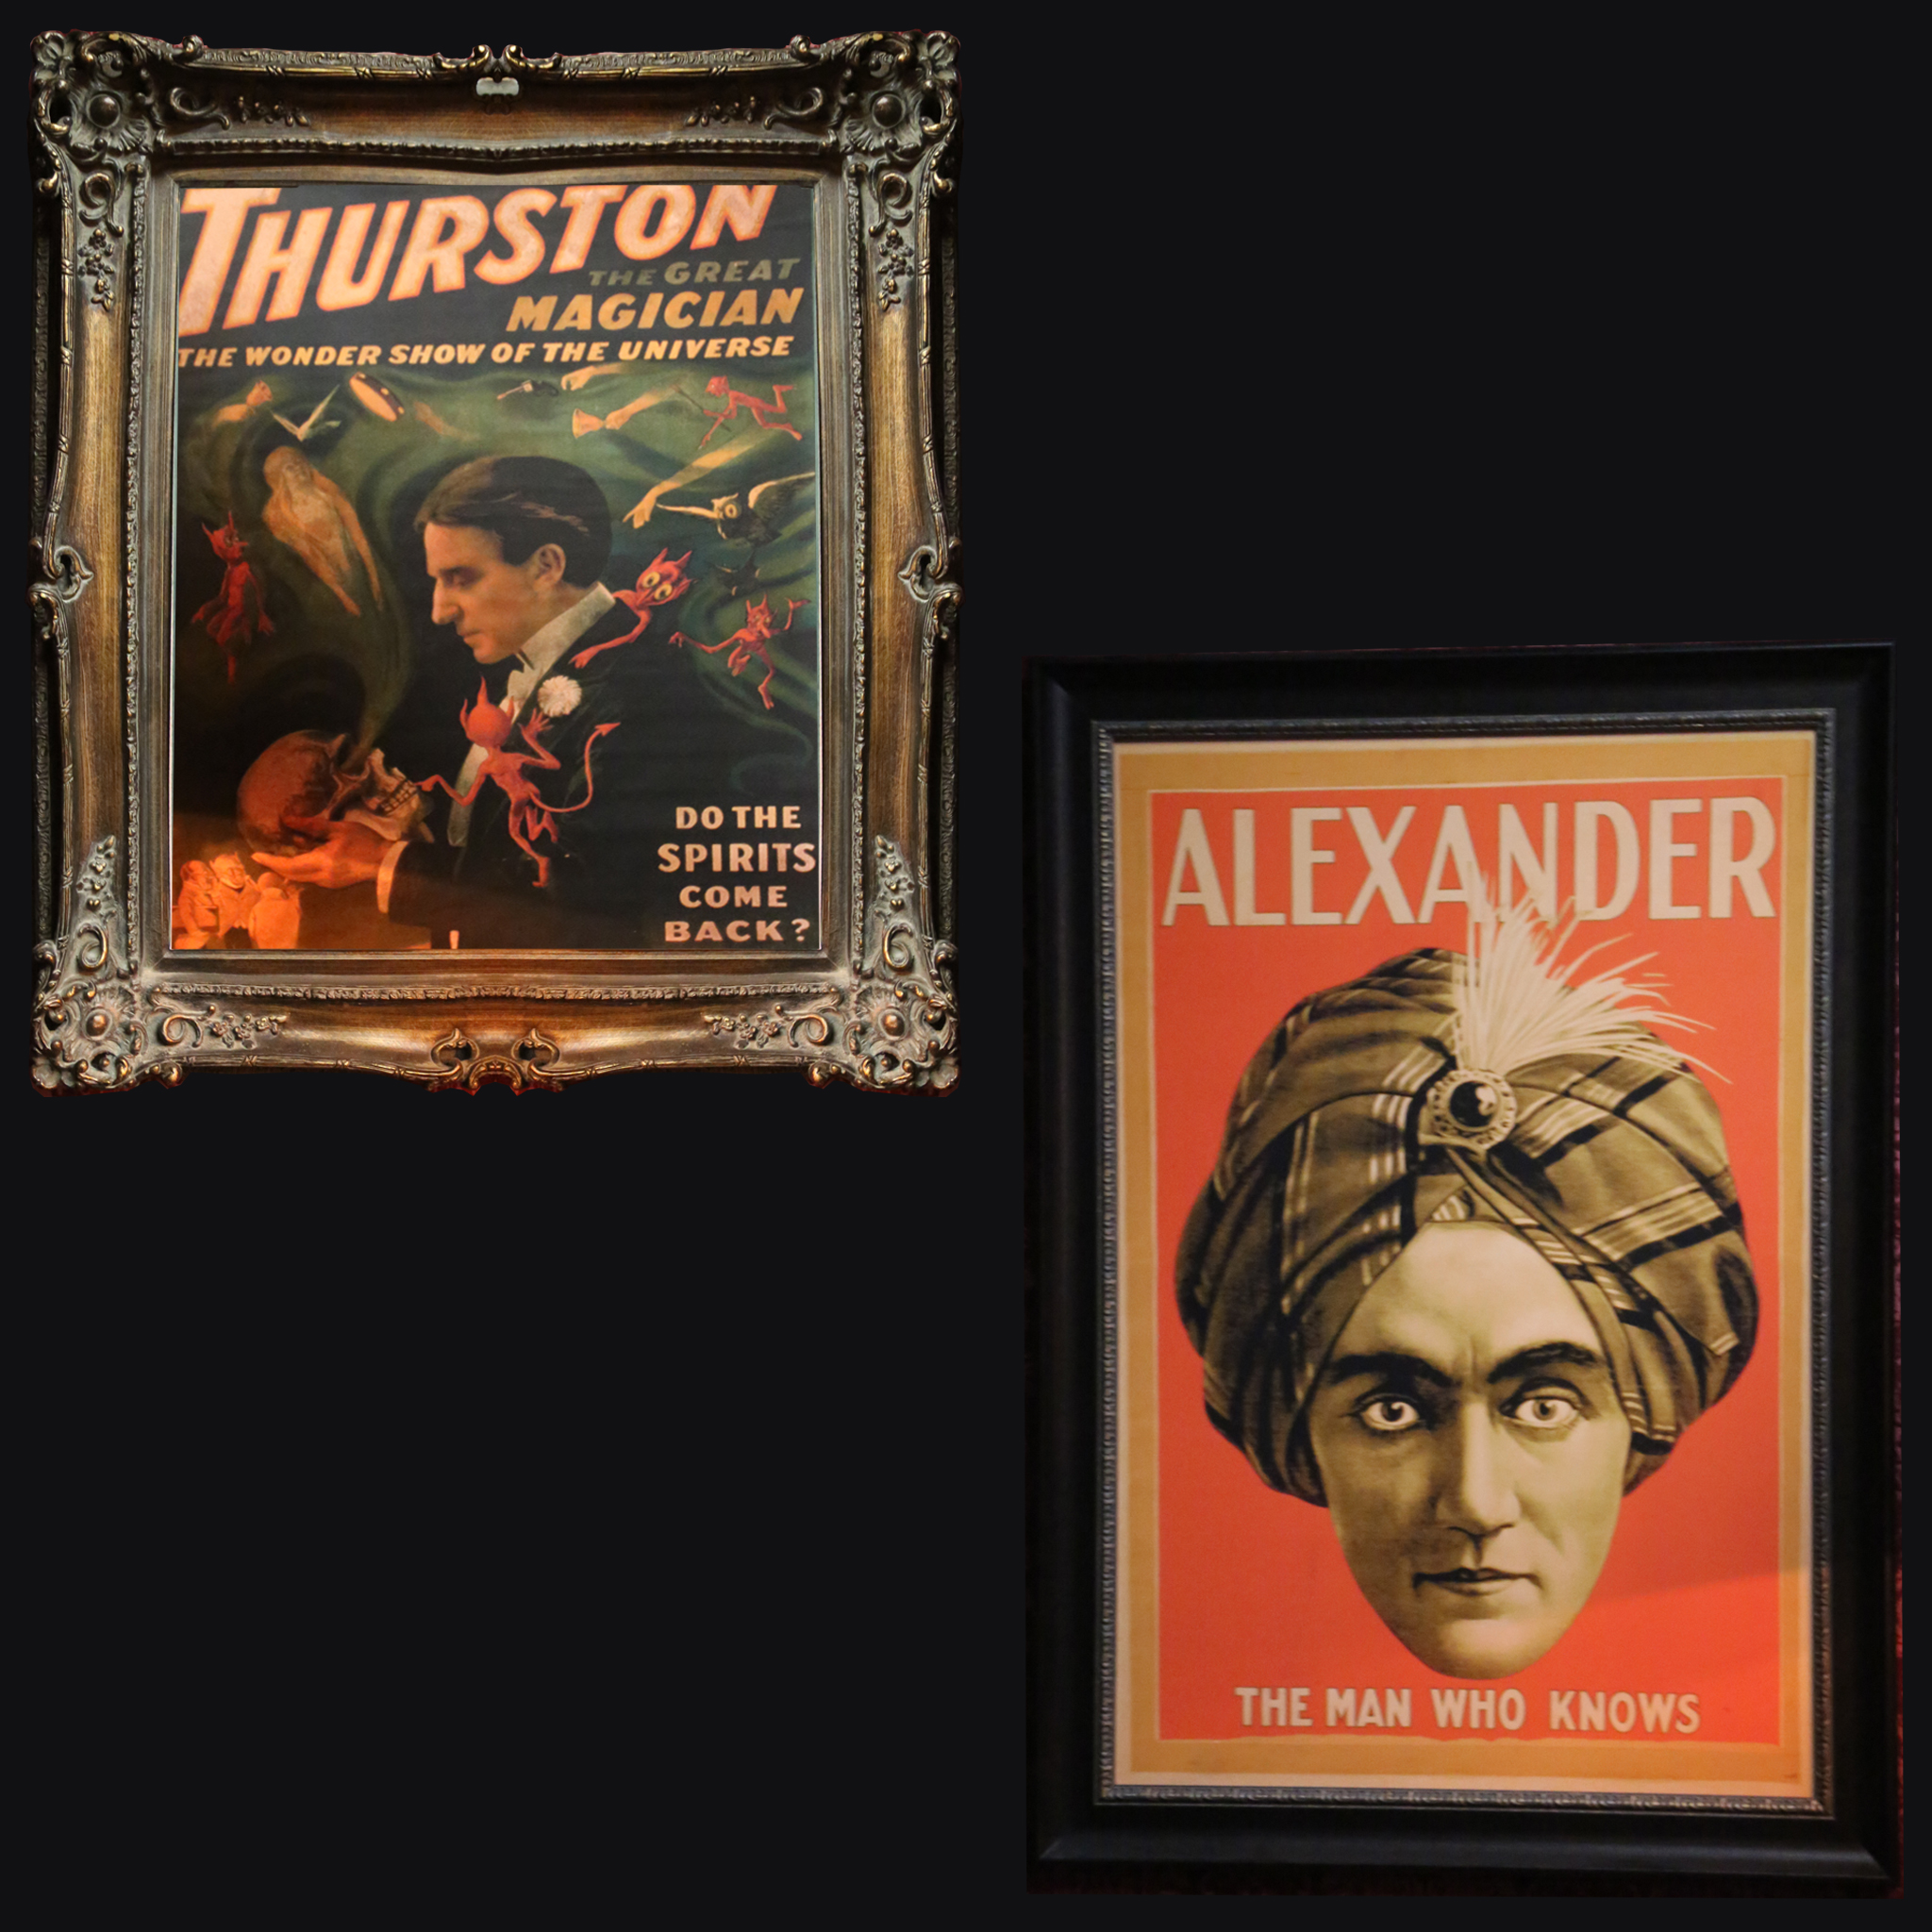 THURSTON
THE GREAT
MAGICIAN
THE WONDER SHOW OF THE UNIVERSE
DO THE
SPIRITS
COME
BACK?
ALEXANDER
THE MAN WHO KNOWS